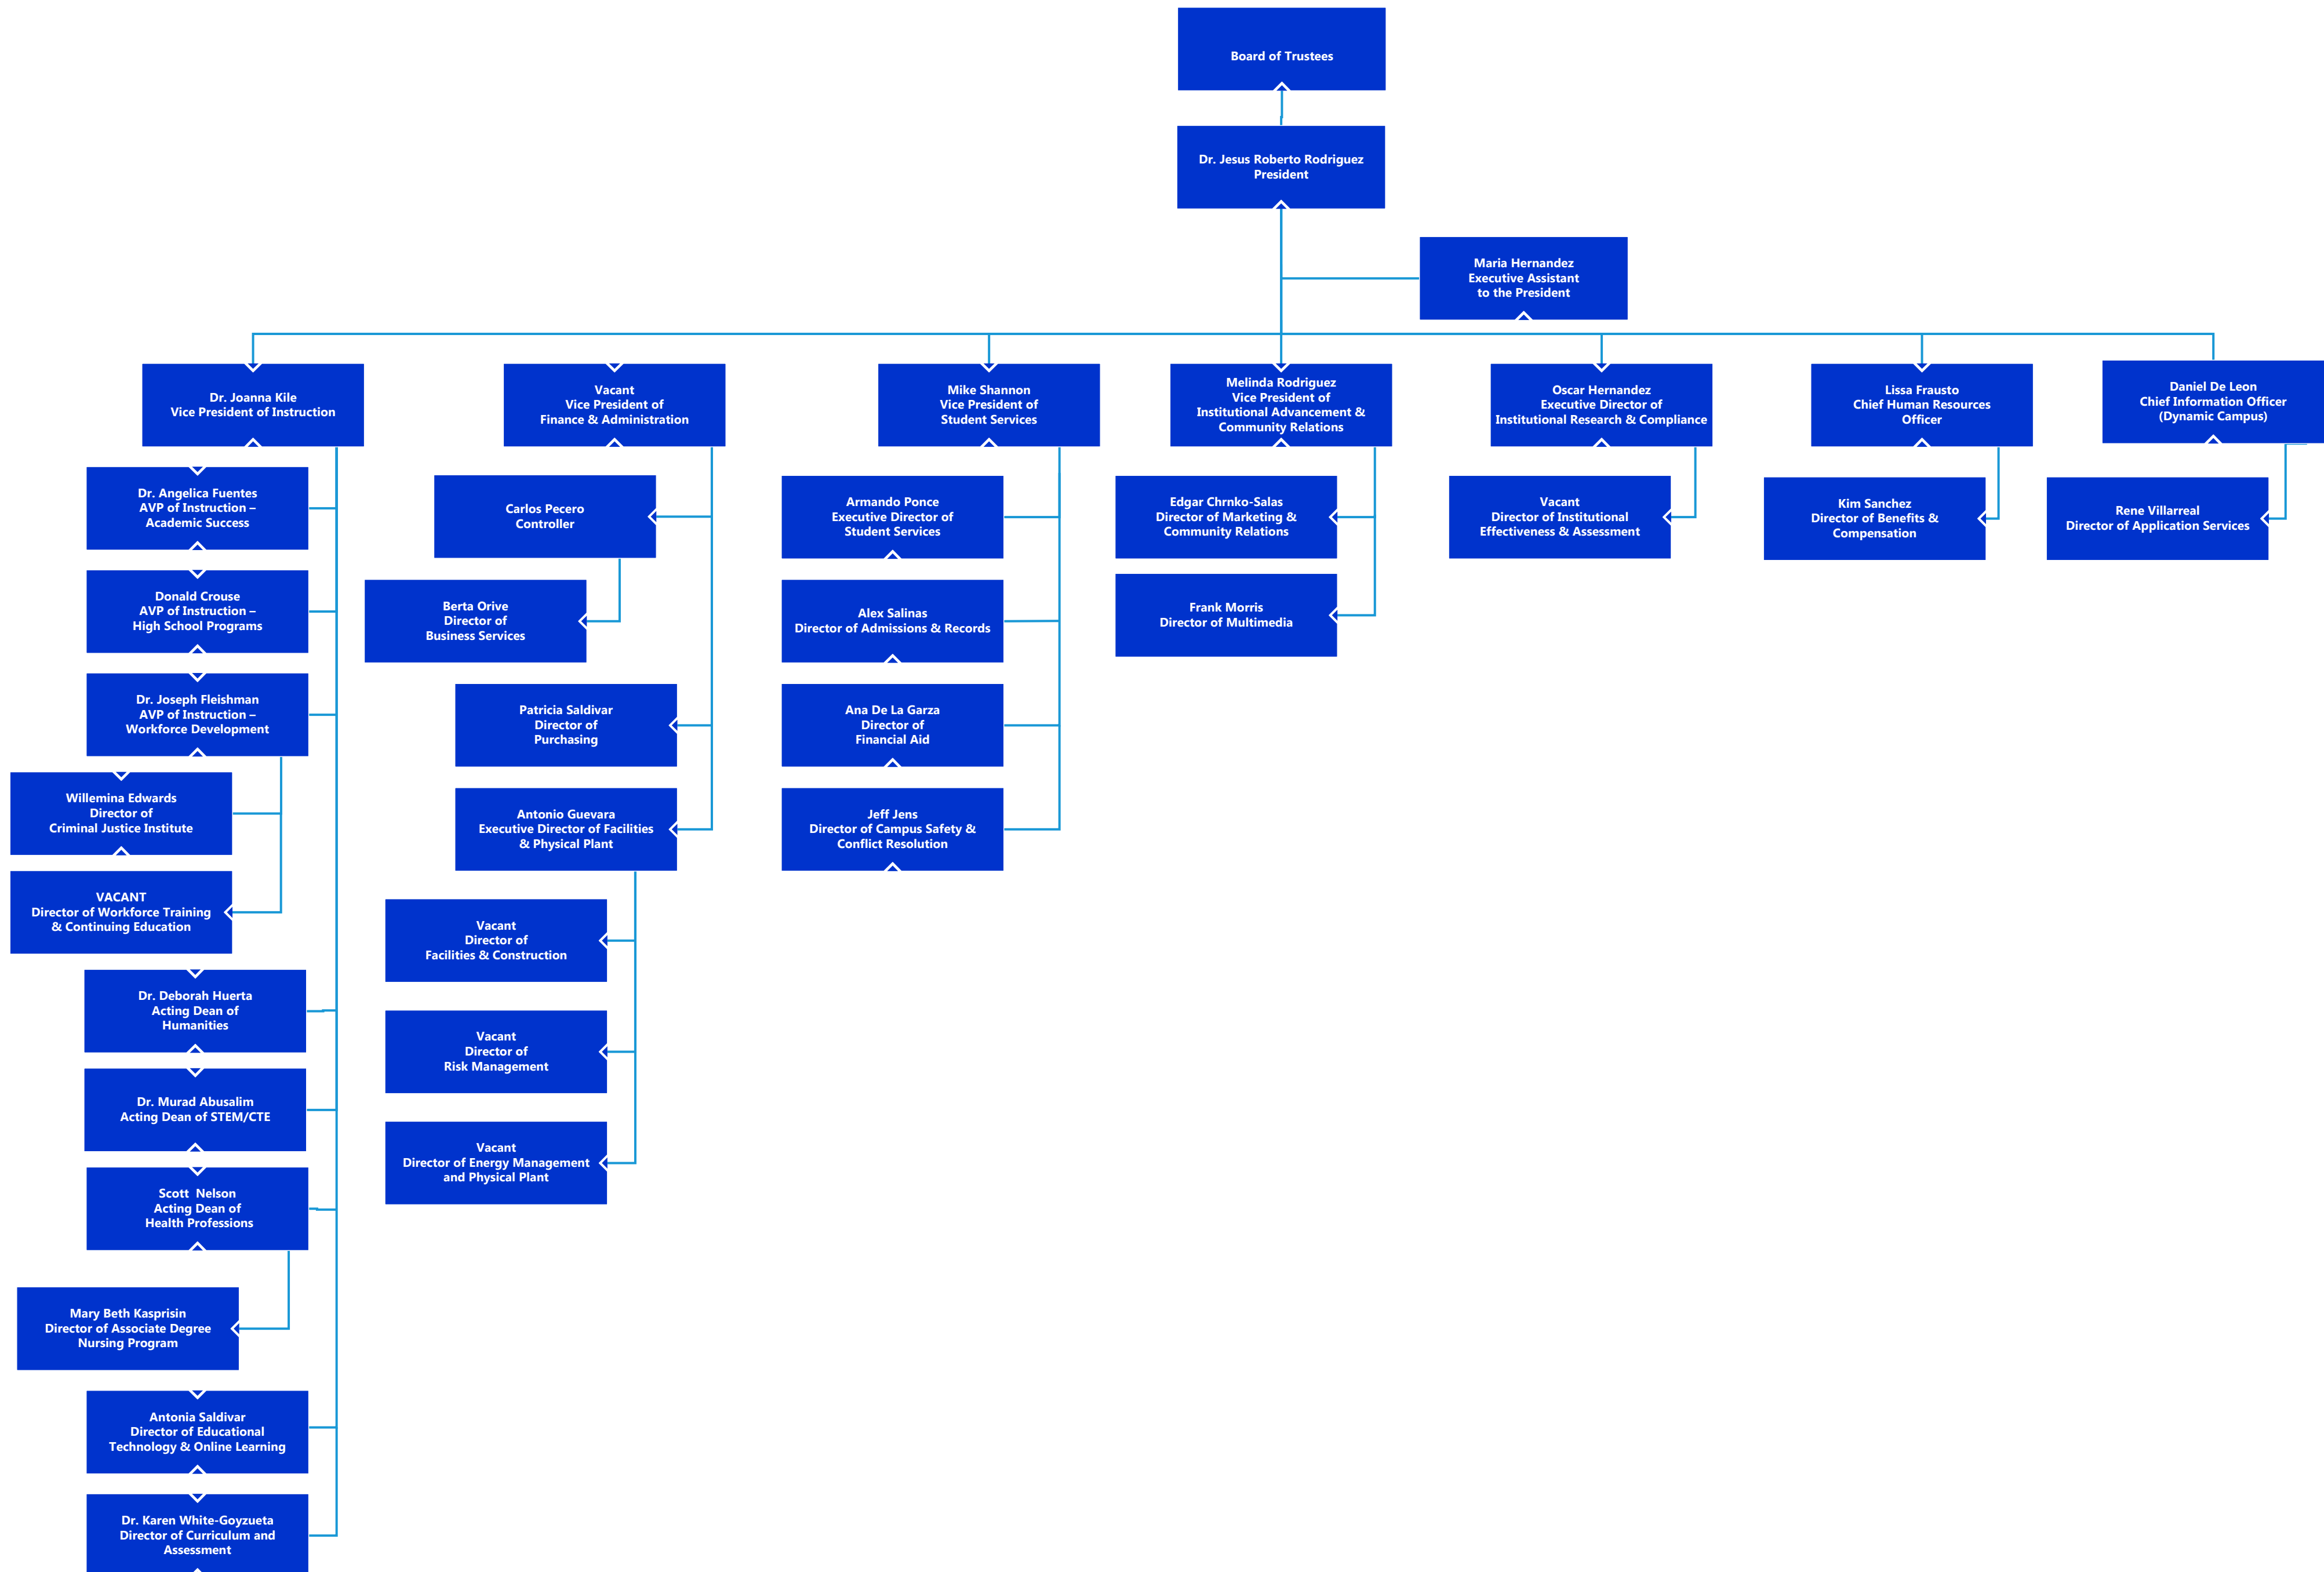 Board of Trustees
Dr. Jesus Roberto Rodriguez
President
Maria Hernandez
Executive Assistant
to the President
Dr. Joanna Kile
Vice President of Instruction
Vacant
Vice President of
Finance & Administration
Mike Shannon
Vice President of
Student Services
Melinda Rodriguez
Vice President of
Institutional Advancement &
Community Relations
Oscar Hernandez
Executive Director of
Institutional Research & Compliance
Lissa Frausto
Chief Human Resources
Officer
Daniel De Leon
Chief Information Officer
(Dynamic Campus)
Dr. Angelica Fuentes
AVP of Instruction –
Academic Success
Donald Crouse
AVP of Instruction –
High School Programs
Dr. Joseph Fleishman
AVP of Instruction –
Workforce Development
Willemina Edwards
Director of
Criminal Justice Institute
VACANT
Director of Workforce Training
& Continuing Education
Dr. Deborah Huerta
Acting Dean of
Humanities
Dr. Murad Abusalim
Acting Dean of STEM/CTE
Scott  Nelson
Acting Dean of
Health Professions
Mary Beth Kasprisin
Director of Associate Degree
Nursing Program
Antonia Saldivar
Director of Educational
Technology & Online Learning
Dr. Karen White-Goyzueta
Director of Curriculum and
Assessment
Carlos Pecero
Controller
Berta Orive
Director of
Business Services
Patricia Saldivar
Director of
Purchasing
Antonio Guevara
Executive Director of Facilities
& Physical Plant
Vacant
Director of
Facilities & Construction
Vacant
Director of
Risk Management
Vacant
Director of Energy Management
and Physical Plant
Armando Ponce
Executive Director of
Student Services
Alex Salinas
Director of Admissions & Records
Ana De La Garza
Director of
Financial Aid
Jeff Jens
Director of Campus Safety &
Conflict Resolution
Edgar Chrnko-Salas
Director of Marketing &
Community Relations
Frank Morris
Director of Multimedia
Vacant
Director of Institutional
Effectiveness & Assessment
Kim Sanchez
Director of Benefits &
Compensation
Rene Villarreal
Director of Application Services